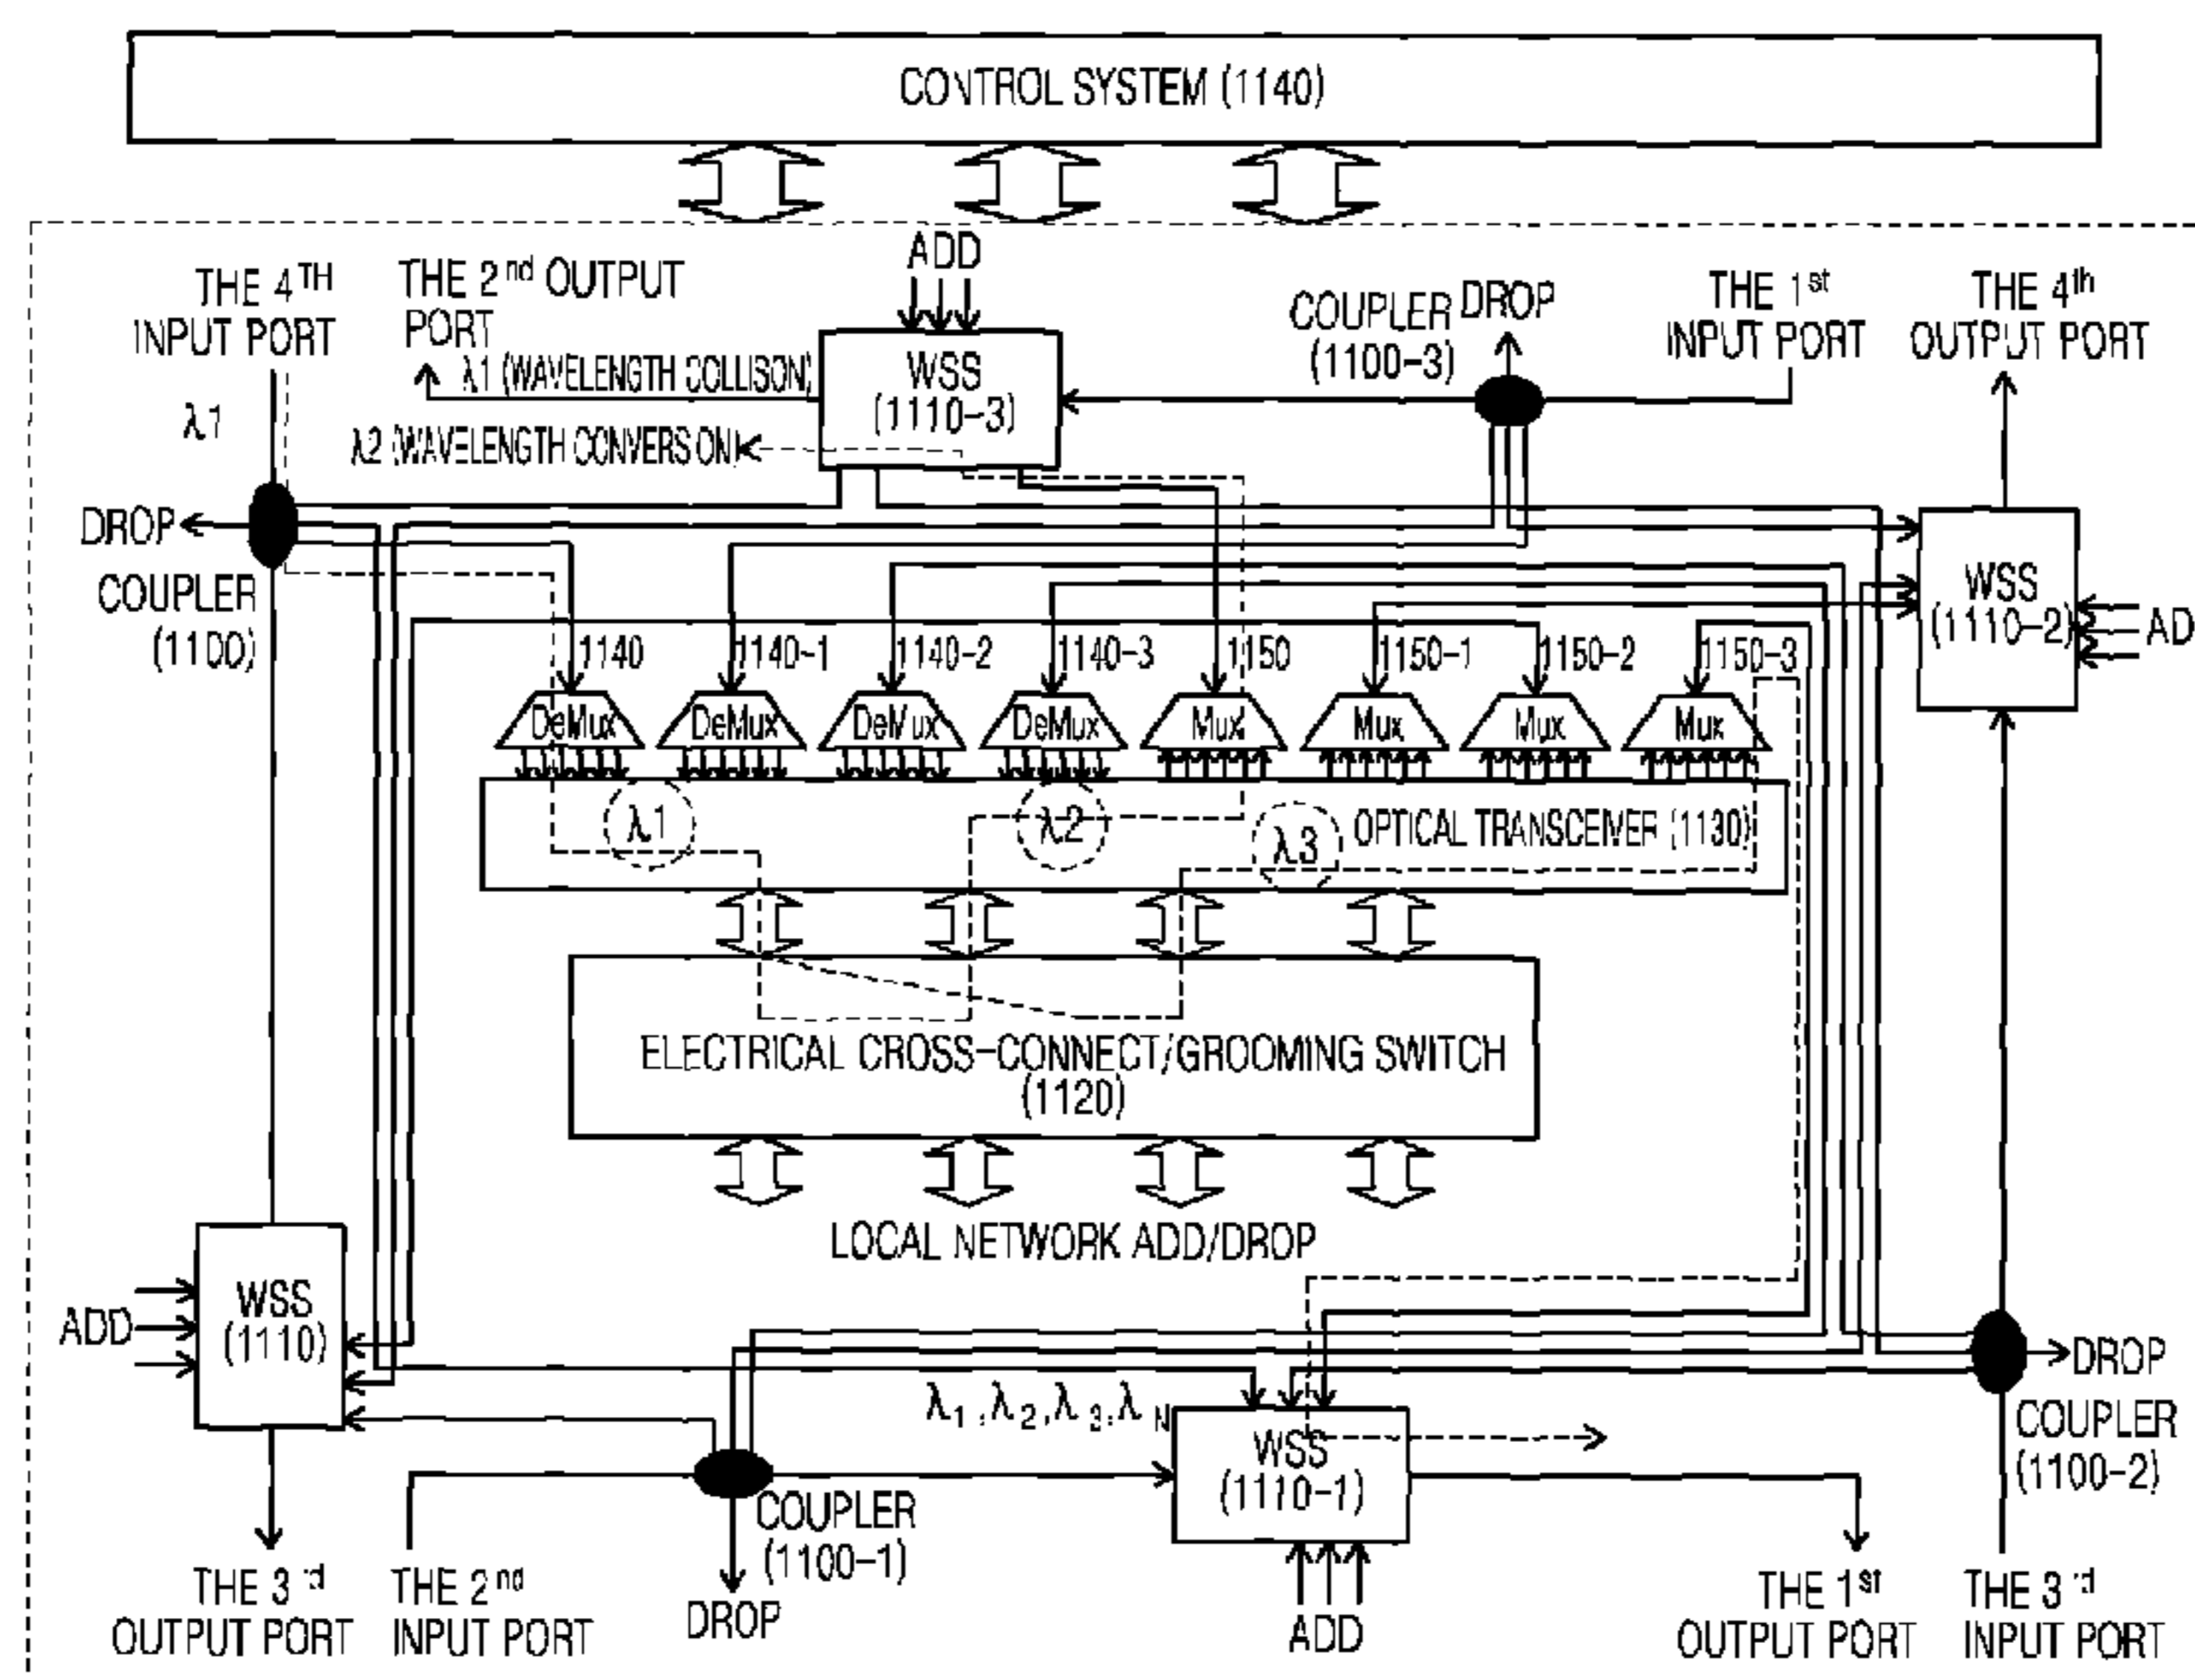 CONTROL SYSTEM (1140)
ADD
THE 4TH
INPUT PORT
THE 2nd OUTPUT
PORT
COUPLER
(1100-3)
DROP
THE 1st
INPUT PORT
THE 4th
OUTPUT PORT
λ1 (WAVELENGTH COLLISON)
WSS
(1110-3)
λ1
λ2 (WAVELENGTH CONVERSION)
DROP
COUPLER
(1100)
WSS
(1110-2)
AD
1140
1140-1
1140-2
1140-3
1150
1150-1
1150-2
1150-3
DeMux
DeMux
DeMux
DeMux
Mux
Mux
Mux
Mux
λ1
λ2
λ3
OPTICAL TRANSCEIVER (1130)
ELECTRICAL CROSS-CONNECT/GROOMING SWITCH
(1120)
LOCAL NETWORK ADD/DROP
ADD
WSS
(1110)
DROP
COUPLER
(1100-2)
λ1,λ2,λ3,λN
WSS
(1110-1)
COUPLER
(1100-1)
DROP
ADD
THE 3rd
OUTPUT PORT
THE 2nd
INPUT PORT
THE 1st
OUTPUT PORT
THE 3rd
INPUT PORT